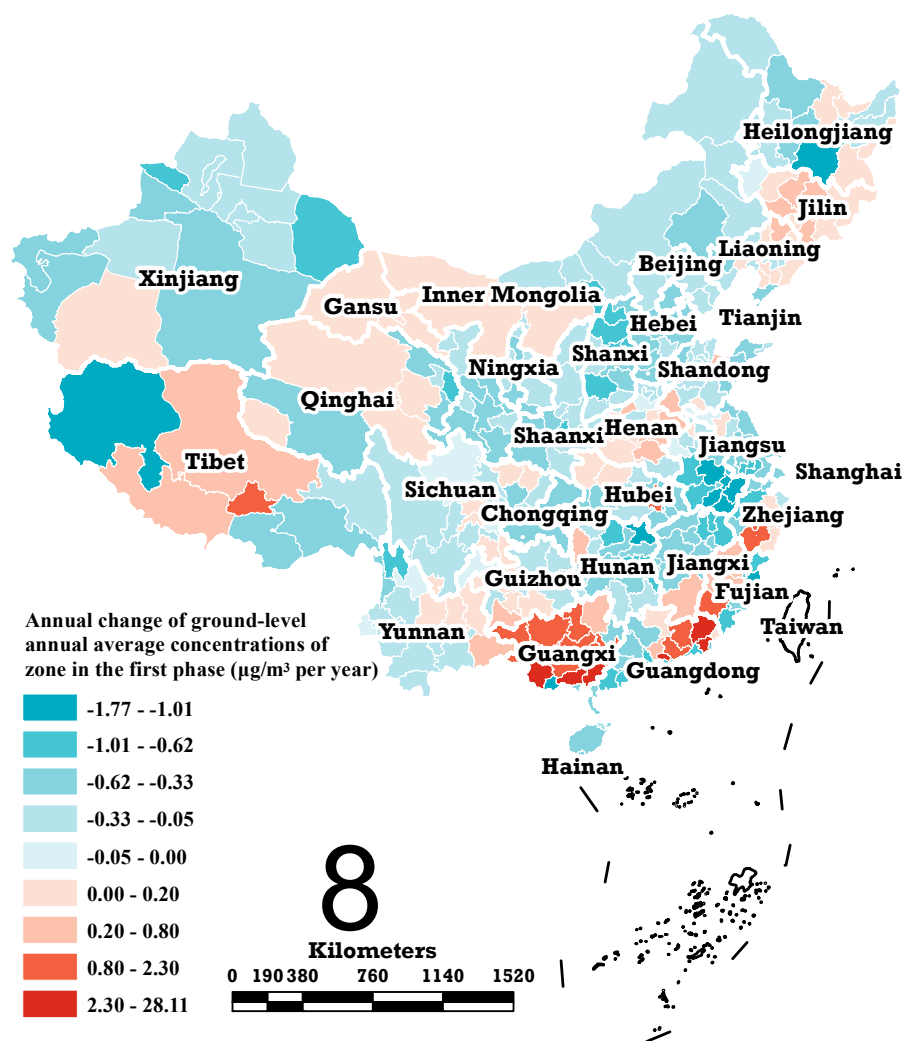 Heilongjiang
Jilin
Liaoning
Beijing
Xinjiang
Inner Mongolia
Gansu
Tianjin
Hebei
Shanxi
Ningxia
Shandong
Qinghai
Shaanxi
Henan
Jiangsu
Tibet
Shanghai
Sichuan
Hubei
Chongqing
Zhejiang
Jiangxi
Hunan
Guizhou
Fujian
Taiwan
Yunnan
Guangxi
Guangdong
Hainan
Annual change of ground-level
annual average concentrations of
zone in the first phase (μg/m³ per year)
-1.77 - -1.01
-1.01 - -0.62
-0.62 - -0.33
-0.33 - -0.05
-0.05 - 0.00
0.00 - 0.20
0.20 - 0.80
0.80 - 2.30
2.30 - 28.11
8
Kilometers
0 190 380 760 1140 1520